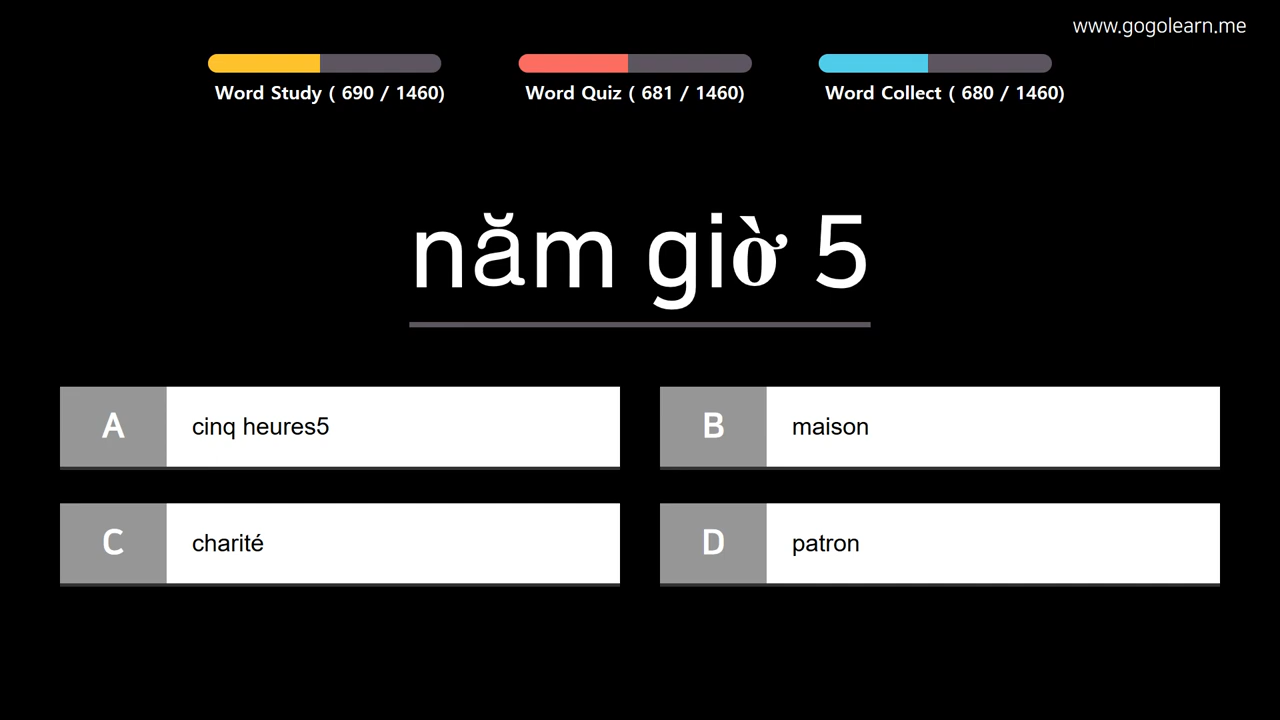 www.gogolearn.me
Word Study ( 690 / 1460)
Word Quiz ( 681 / 1460)
Word Collect ( 680 / 1460)
năm giờ 5
A cinq heures5
B maison
C charité
D patron